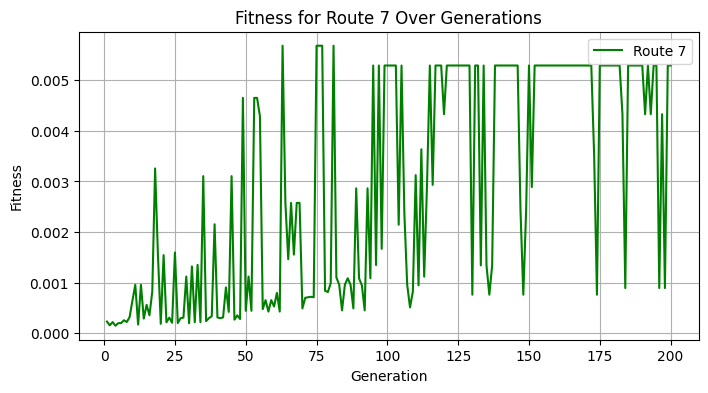 Fitness for Route 7 Over Generations
Route 7
Fitness
0.005
0.004
0.003
0.002
0.001
0.000
0 25 50 75 100 125 150 175 200
Generation